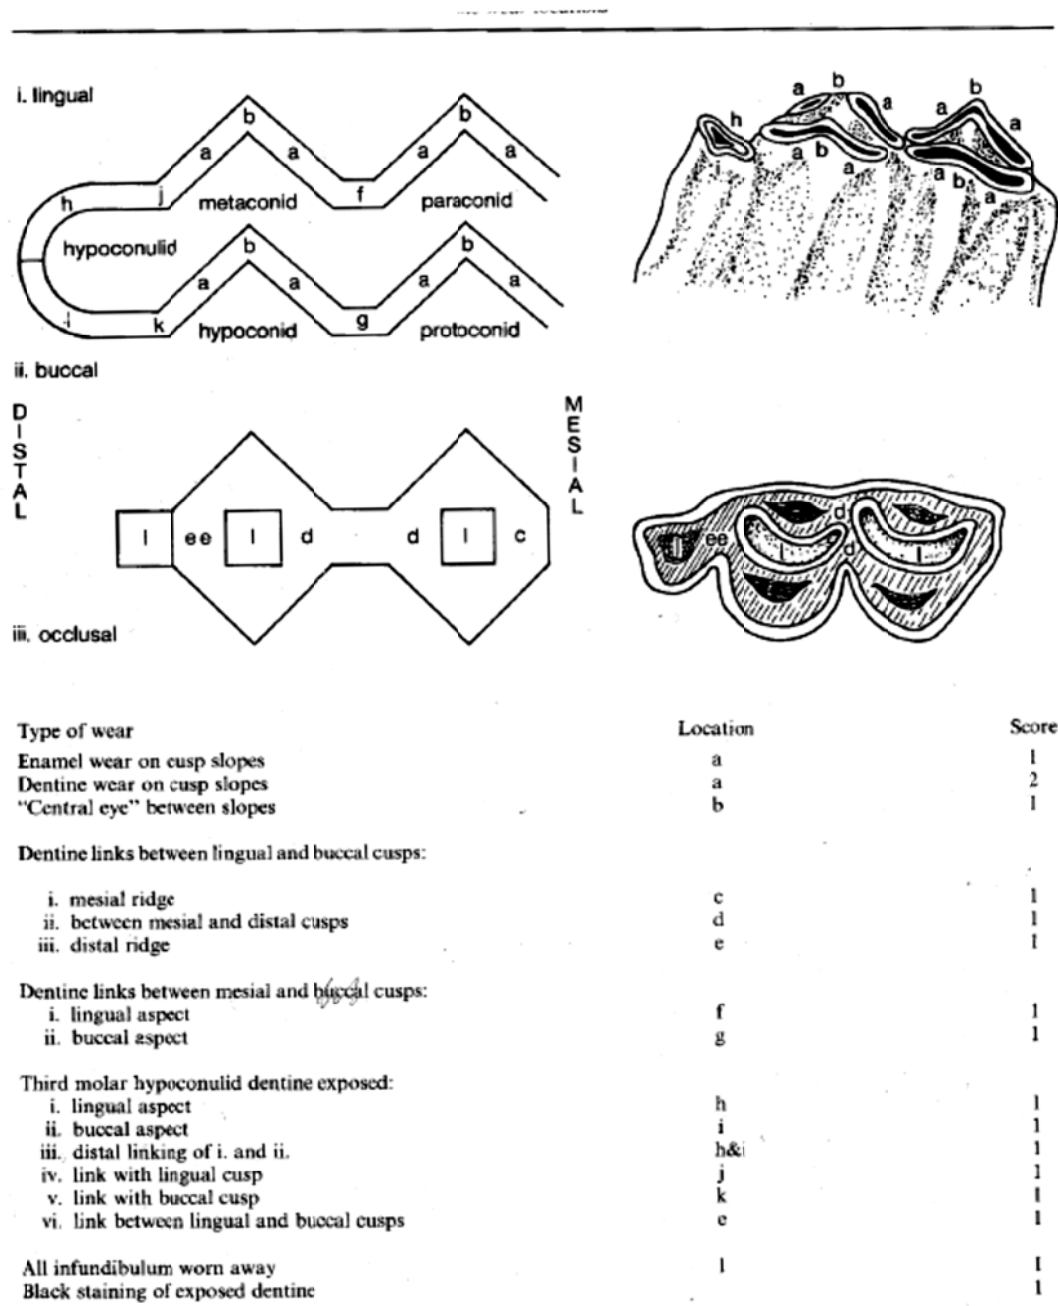 i. lingual
b b
a a a a
h j metaconid f paraconid
hypoconulid
b b
a a a a
i k hypoconid g protoconid
ii. buccal
a b a b a
h a
i a b a a b a
DISTAL
MESIAL
l ee l d d l c
iii. occlusal
d
l ee l d l
Type of wear Location Score
Enamel wear on cusp slopes a 1
Dentine wear on cusp slopes a 2
"Central eye" between slopes b 1
Dentine links between lingual and buccal cusps:
i. mesial ridge c 1
ii. between mesial and distal cusps d 1
iii. distal ridge e 1
Dentine links between mesial and buccal cusps:
i. lingual aspect f 1
ii. buccal aspect g 1
Third molar hypoconulid dentine exposed:
i. lingual aspect h 1
ii. buccal aspect i 1
iii. distal linking of i. and ii. h&i 1
iv. link with lingual cusp j 1
v. link with buccal cusp k 1
vi. link between lingual and buccal cusps e 1
All infundibulum worn away l 1
Black staining of exposed dentine 1